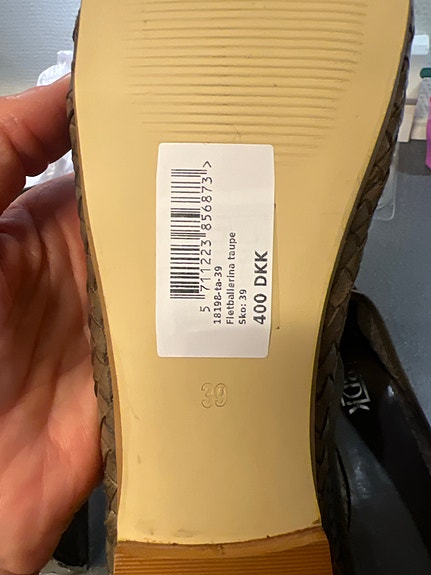 5 711223 856873 >
18198-ta-39
Fletballerina taupe
Sko: 39
400 DKK
39